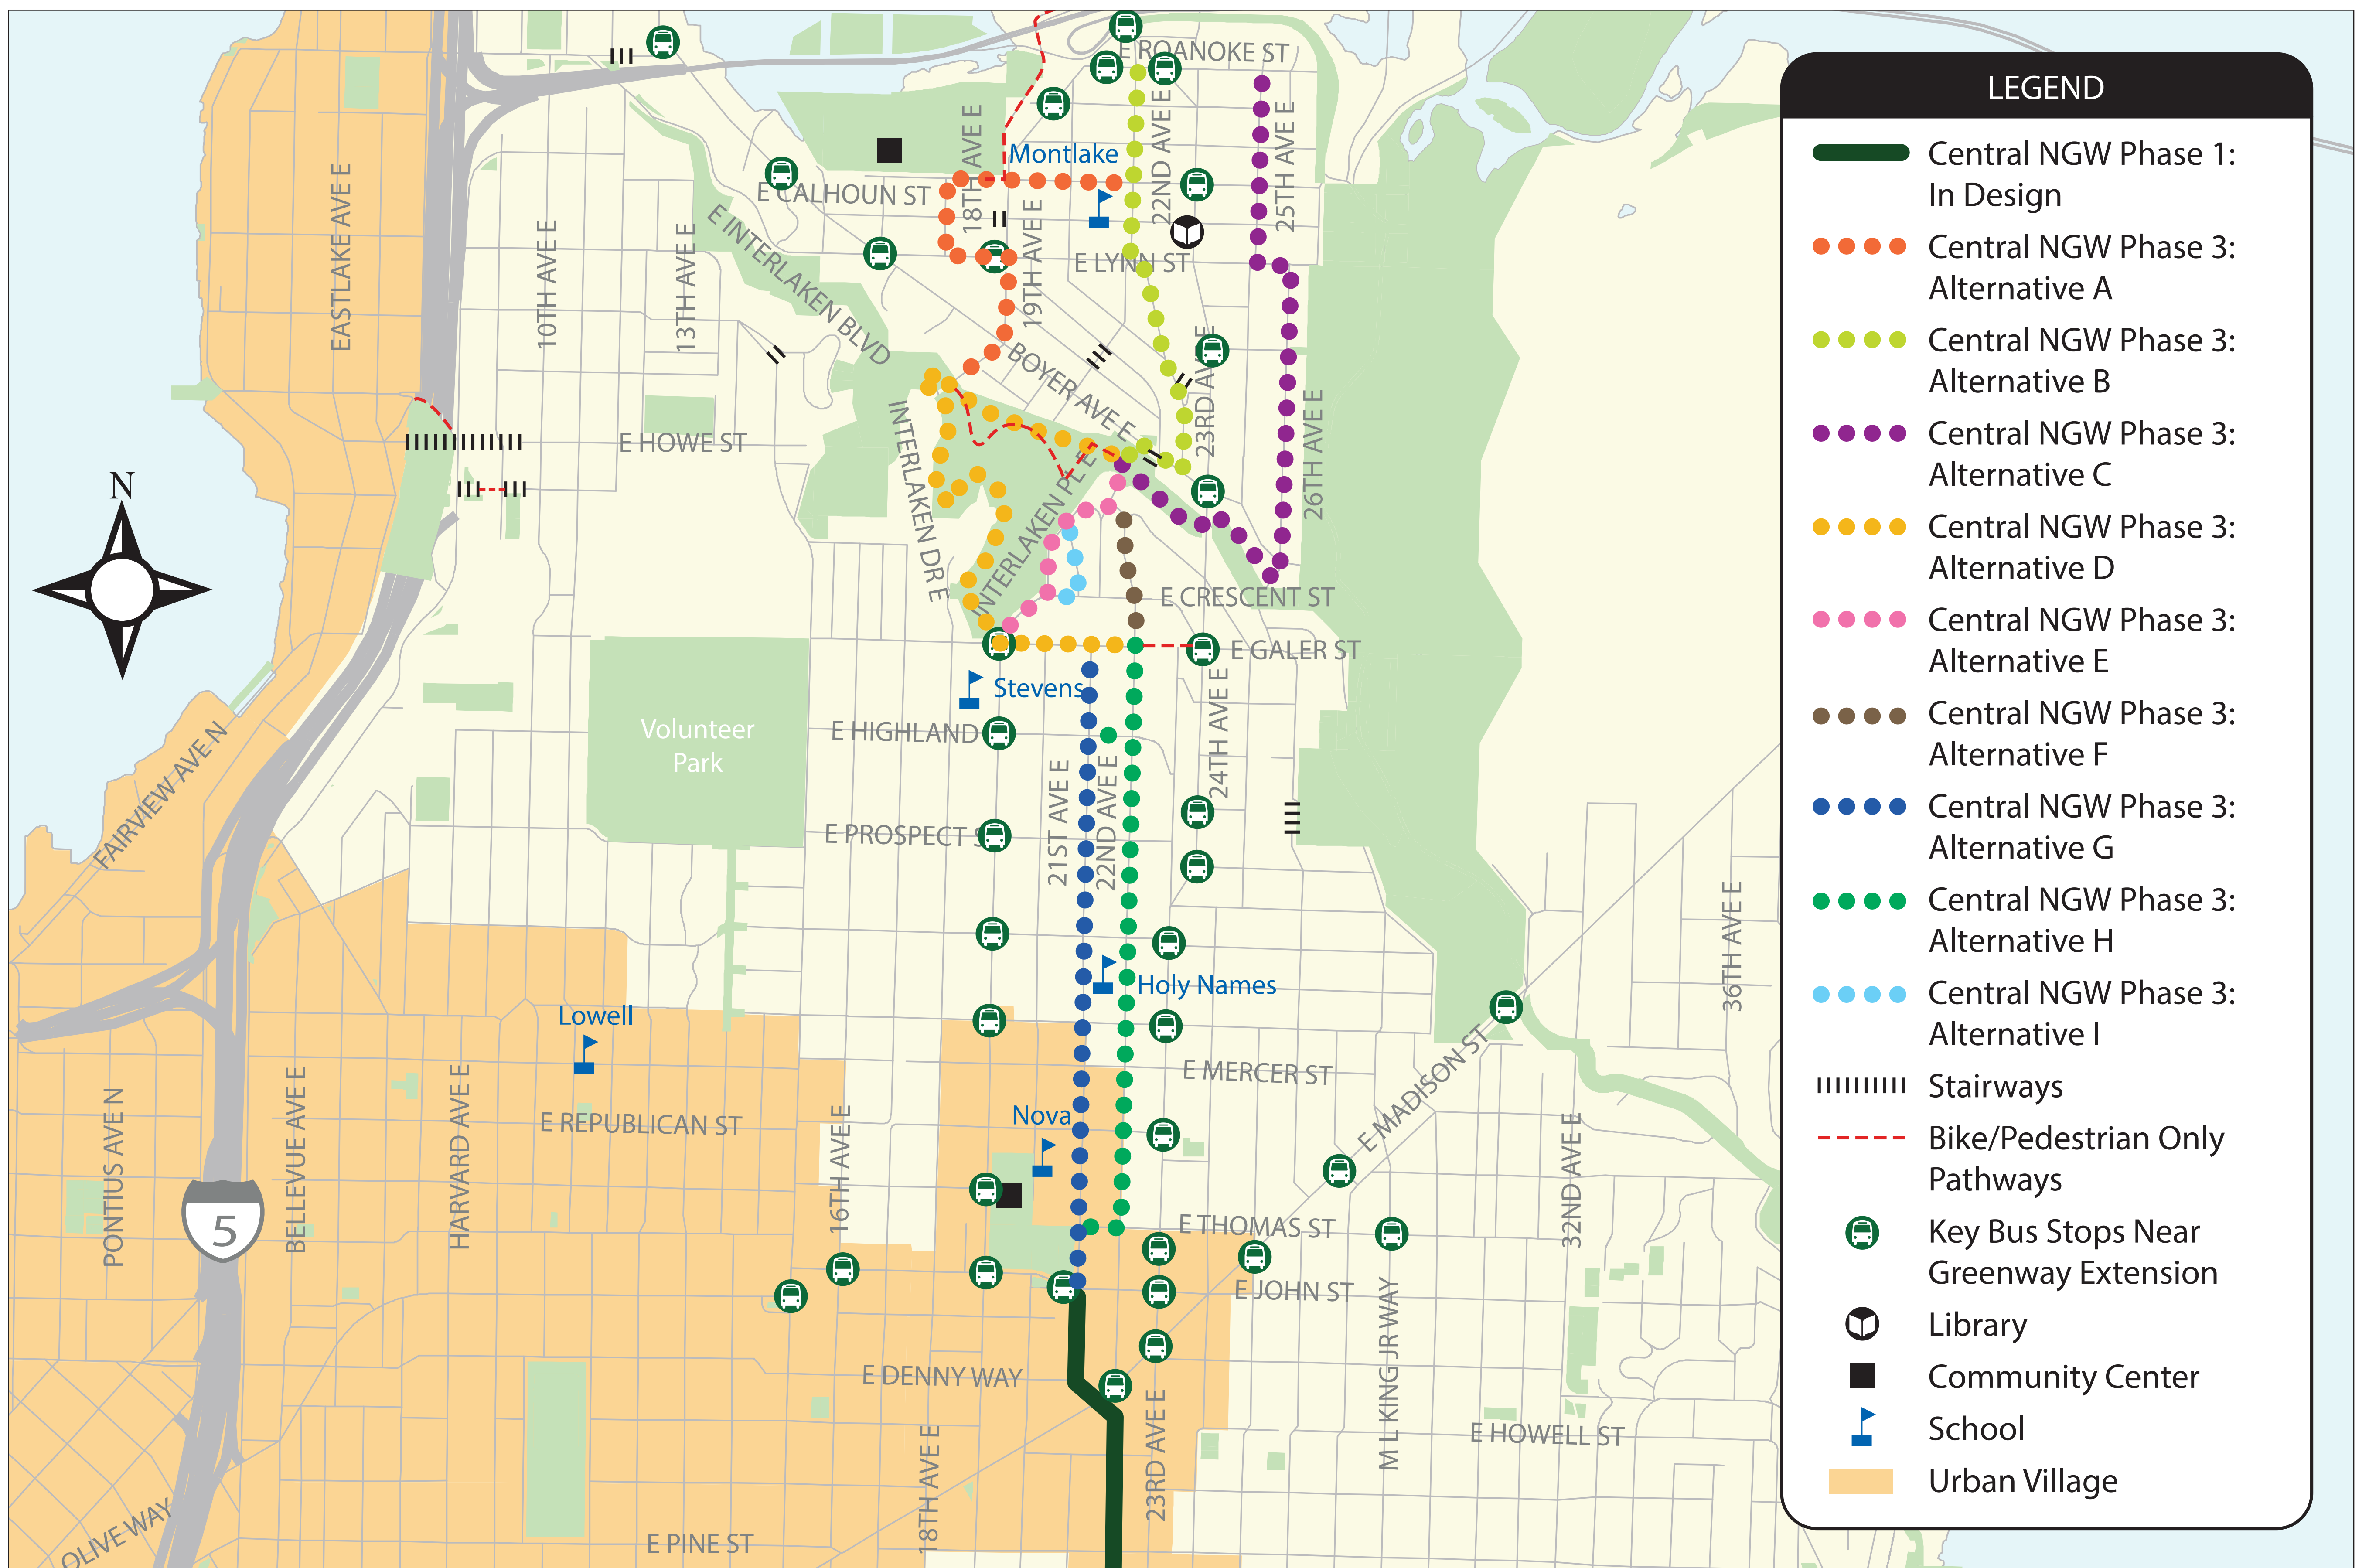 E ROANOKE ST
18TH AVE E
22ND AVE E
25TH AVE E
Montlake
E CALHOUN ST
EASTLAKE AVE E
10TH AVE E
13TH AVE E
E INTERLAKEN BLVD
19TH AVE E
E LYNN ST
BOYER AVE E
23RD AVE E
INTERLAKEN DR E
INTERLAKEN PL E
26TH AVE E
E HOWE ST
N
E CRESCENT ST
E GALER ST
Stevens
Volunteer
Park
E HIGHLAND
24TH AVE E
FAIRVIEW AVE N
E PROSPECT S
21ST AVE E
22ND AVE E
36TH AVE E
Holy Names
Lowell
E MERCER ST
E MADISON ST
Nova
E REPUBLICAN ST
PONTIUS AVE N
BELLEVUE AVE E
HARVARD AVE E
16TH AVE E
32ND AVE E
5
E THOMAS ST
E JOHN ST
M L KING JR WAY
E DENNY WAY
23RD AVE E
E HOWELL ST
18TH AVE E
OLIVE WAY
E PINE ST
LEGEND
Central NGW Phase 1:
In Design
Central NGW Phase 3:
Alternative A
Central NGW Phase 3:
Alternative B
Central NGW Phase 3:
Alternative C
Central NGW Phase 3:
Alternative D
Central NGW Phase 3:
Alternative E
Central NGW Phase 3:
Alternative F
Central NGW Phase 3:
Alternative G
Central NGW Phase 3:
Alternative H
Central NGW Phase 3:
Alternative I
Stairways
Bike/Pedestrian Only
Pathways
Key Bus Stops Near
Greenway Extension
Library
Community Center
School
Urban Village